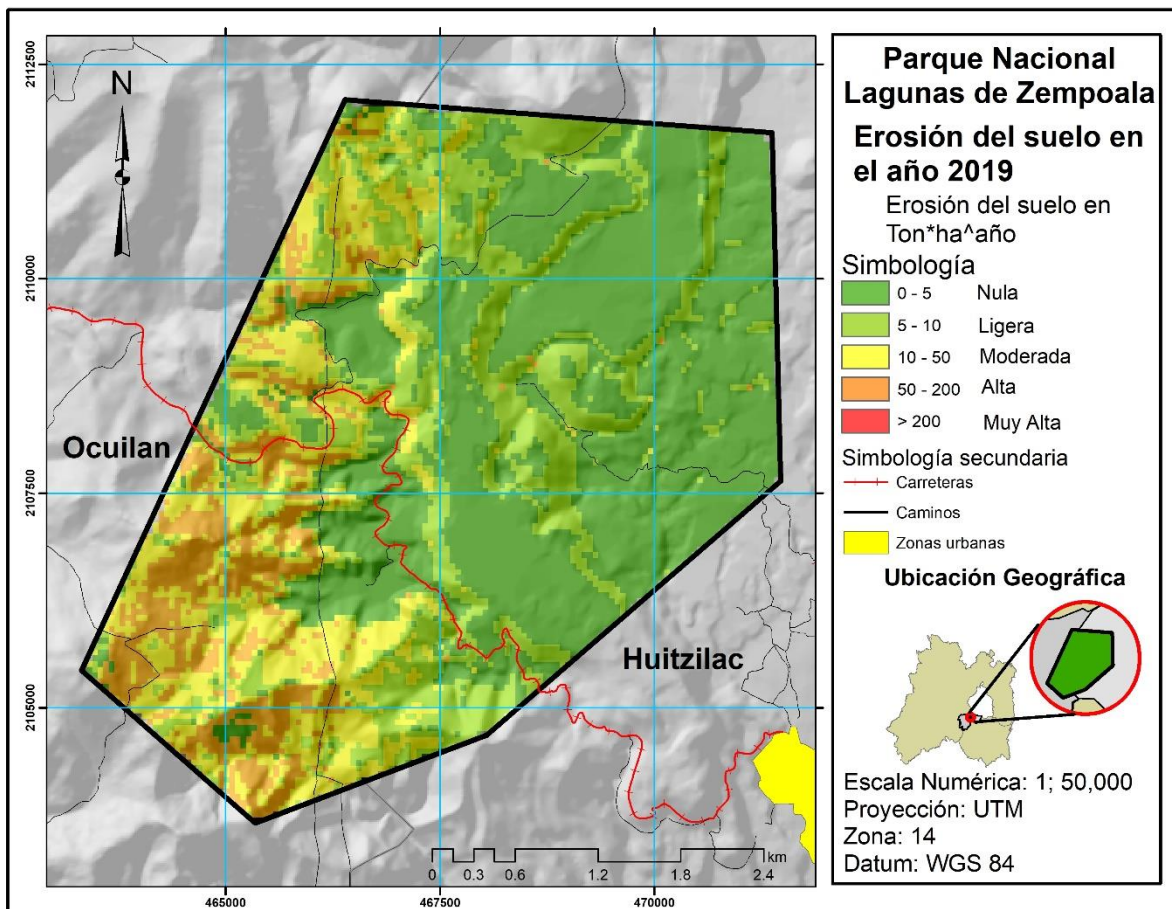 N
2112500
2110000
2107500
2105000
465000
467500
470000
Ocuilan
Huitzilac
0 0.3 0.6 1.2 1.8 2.4
km
Parque Nacional
Lagunas de Zempoala
Erosión del suelo en
el año 2019
Erosión del suelo en
Ton*ha^año
Simbología
0 - 5 Nula
5 - 10 Ligera
10 - 50 Moderada
50 - 200 Alta
> 200 Muy Alta
Simbología secundaria
Carreteras
Caminos
Zonas urbanas
Ubicación Geográfica
Escala Numérica: 1; 50,000
Proyección: UTM
Zona: 14
Datum: WGS 84